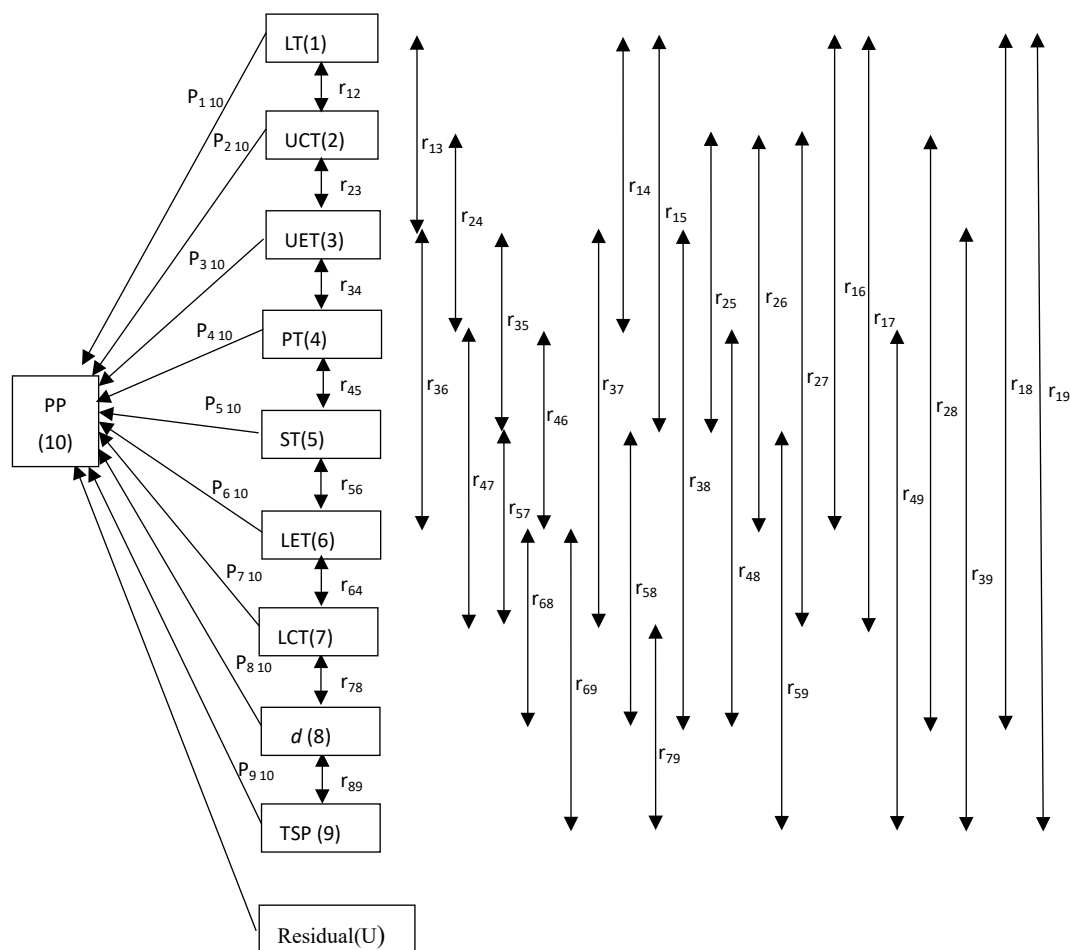 LT(1)
r12
P1 10
UCT(2)
P2 10
r13
r23
r14
r24
r15
UET(3)
P3 10
r16
r34
r25
r26
r17
PT(4)
r35
P4 10
r36
r45
r37
r27
r18
r19
r28
PP
(10)
P5 10
ST(5)
r46
r47
r38
r49
r56
P6 10
r57
LET(6)
r39
P7 10
r64
r68
r58
r48
LCT(7)
P8 10
r78
r69
r59
d (8)
r79
P9 10
r89
TSP (9)
Residual(U)